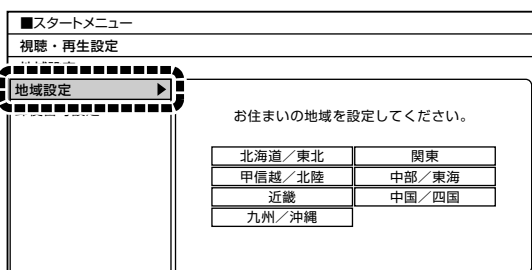 ■スタートメニュー
視聴・再生設定
地域設定 ▶
お住まいの地域を設定してください。
北海道／東北 関東
甲信越／北陸 中部／東海
近畿 中国／四国
九州／沖縄